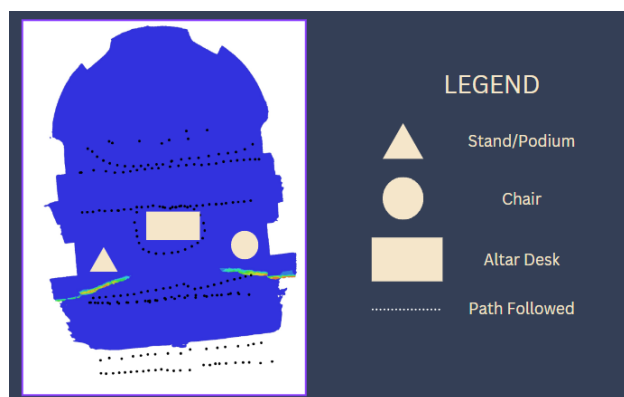 LEGEND
Stand/Podium
Chair
Altar Desk
Path Followed